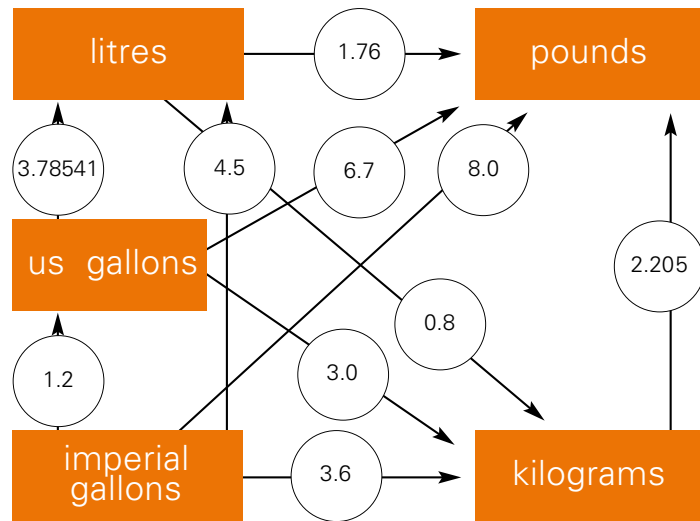 litres
1.76
pounds
3.78541
4.5
6.7
8.0
us gallons
2.205
0.8
1.2
3.0
imperial
gallons
3.6
kilograms